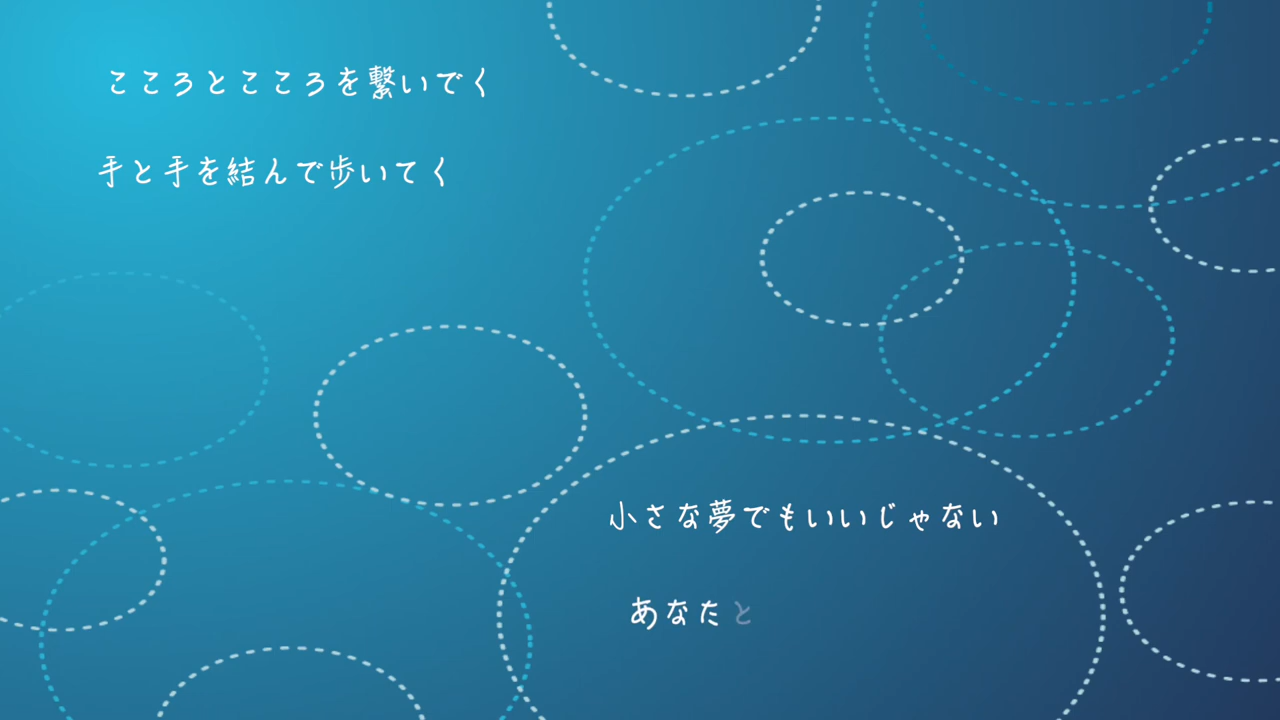 こころとこころを繋いでく
手と手を結んで歩いてく
小さな夢でもいいじゃない
あなたと